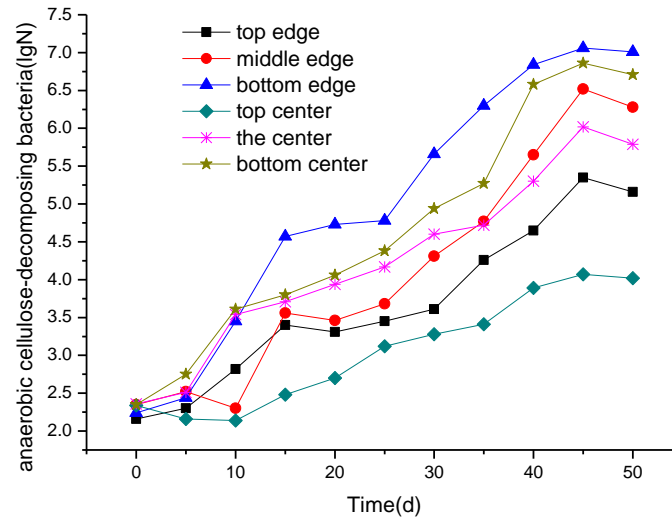 top edge
middle edge
bottom edge
top center
the center
bottom center
anaerobic cellulose-decomposing bacteria(lgN)
7.0
6.5
6.0
5.5
5.0
4.5
4.0
3.5
3.0
2.5
2.0
0 10 20 30 40 50
Time(d)